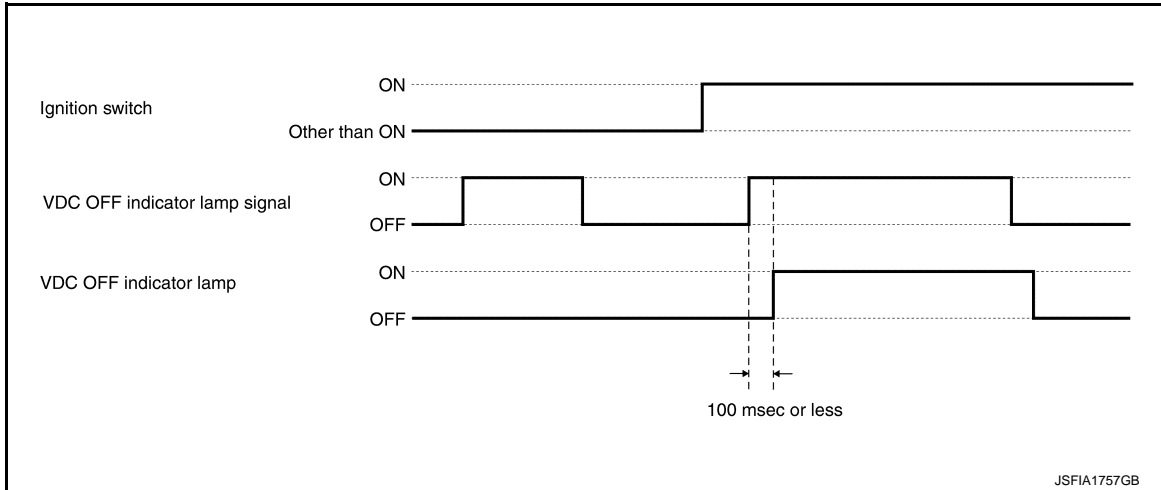 ON
Ignition switch
Other than ON
ON
VDC OFF indicator lamp signal
OFF
ON
VDC OFF indicator lamp
OFF
100 msec or less
JSFIA1757GB